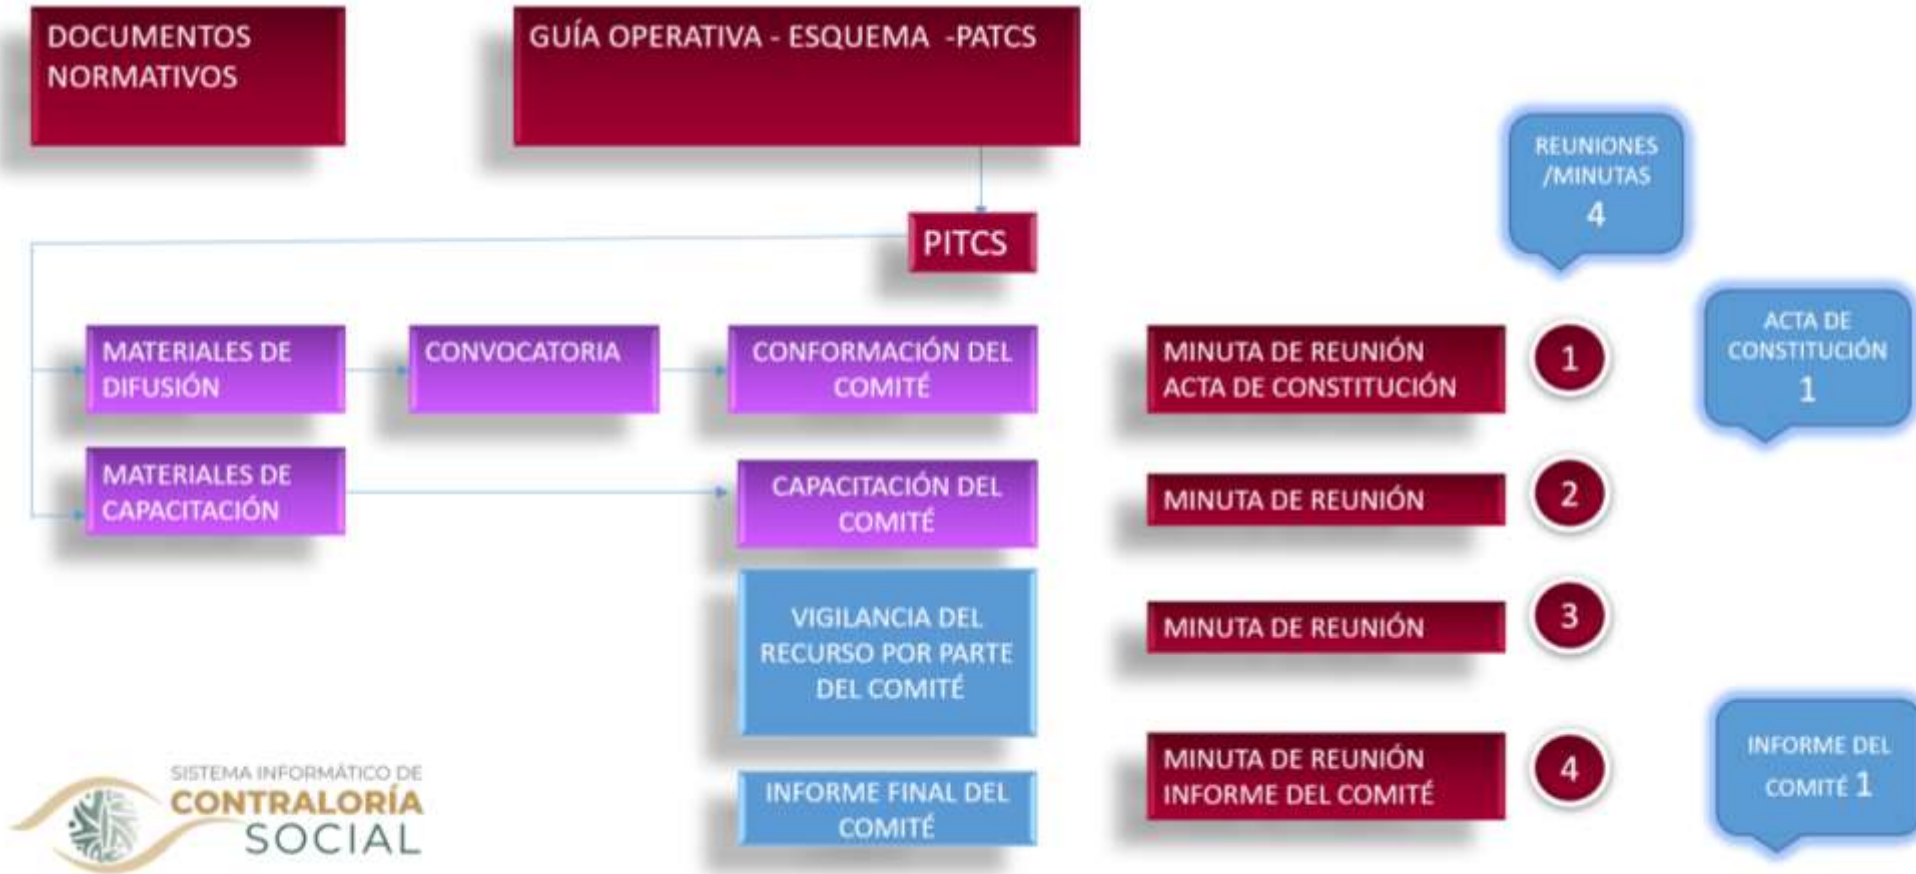 DOCUMENTOS
NORMATIVOS
GUÍA OPERATIVA - ESQUEMA -PATCS
PITCS
REUNIONES
/MINUTAS
4
MATERIALES DE
DIFUSIÓN
CONVOCATORIA
CONFORMACIÓN DEL
COMITÉ
MINUTA DE REUNIÓN
ACTA DE CONSTITUCIÓN
1
ACTA DE
CONSTITUCIÓN
1
MATERIALES DE
CAPACITACIÓN
CAPACITACIÓN DEL
COMITÉ
MINUTA DE REUNIÓN
2
VIGILANCIA DEL
RECURSO POR PARTE
DEL COMITÉ
MINUTA DE REUNIÓN
3
INFORME FINAL DEL
COMITÉ
MINUTA DE REUNIÓN
INFORME DEL COMITÉ
4
INFORME DEL
COMITÉ 1
SISTEMA INFORMÁTICO DE
CONTRALORÍA
SOCIAL